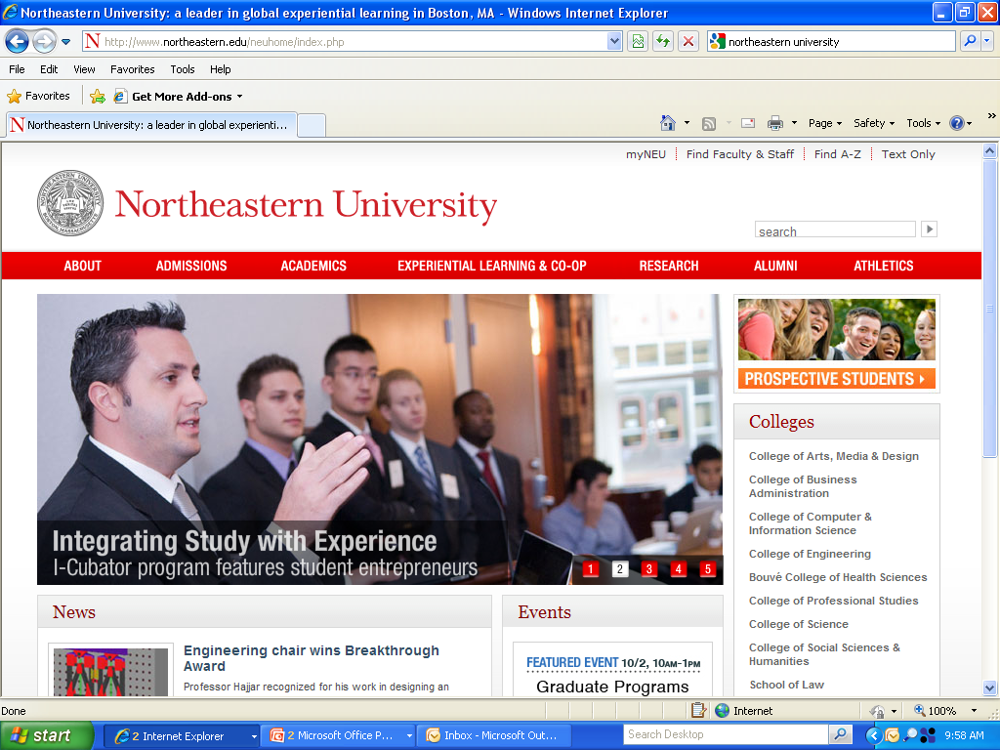 Northeastern University: a leader in global experiential learning in Boston, MA - Windows Internet Explorer
http://www.northeastern.edu/neuhome/index.php
northeastern university
File Edit View Favorites Tools Help
Favorites Get More Add-ons
Northeastern University: a leader in global experienti...
Page Safety Tools
myNEU Find Faculty & Staff Find A-Z Text Only
Northeastern University
search
ABOUT ADMISSIONS ACADEMICS EXPERIENTIAL LEARNING & CO-OP RESEARCH ALUMNI ATHLETICS
Integrating Study with Experience
I-Cubator program features student entrepreneurs
1 2 3 4 5
PROSPECTIVE STUDENTS
Colleges
College of Arts, Media & Design
College of Business
Administration
College of Computer &
Information Science
College of Engineering
Bouvé College of Health Sciences
College of Professional Studies
College of Science
College of Social Sciences &
Humanities
School of Law
News
Engineering chair wins Breakthrough
Award
Professor Hajjar recognized for his work in designing an
Events
FEATURED EVENT 10/2, 10AM-1PM
Graduate Programs
Done Internet 100%
start 2 Internet Explorer 2 Microsoft Office P... Inbox - Microsoft Out... Search Desktop 9:58 AM